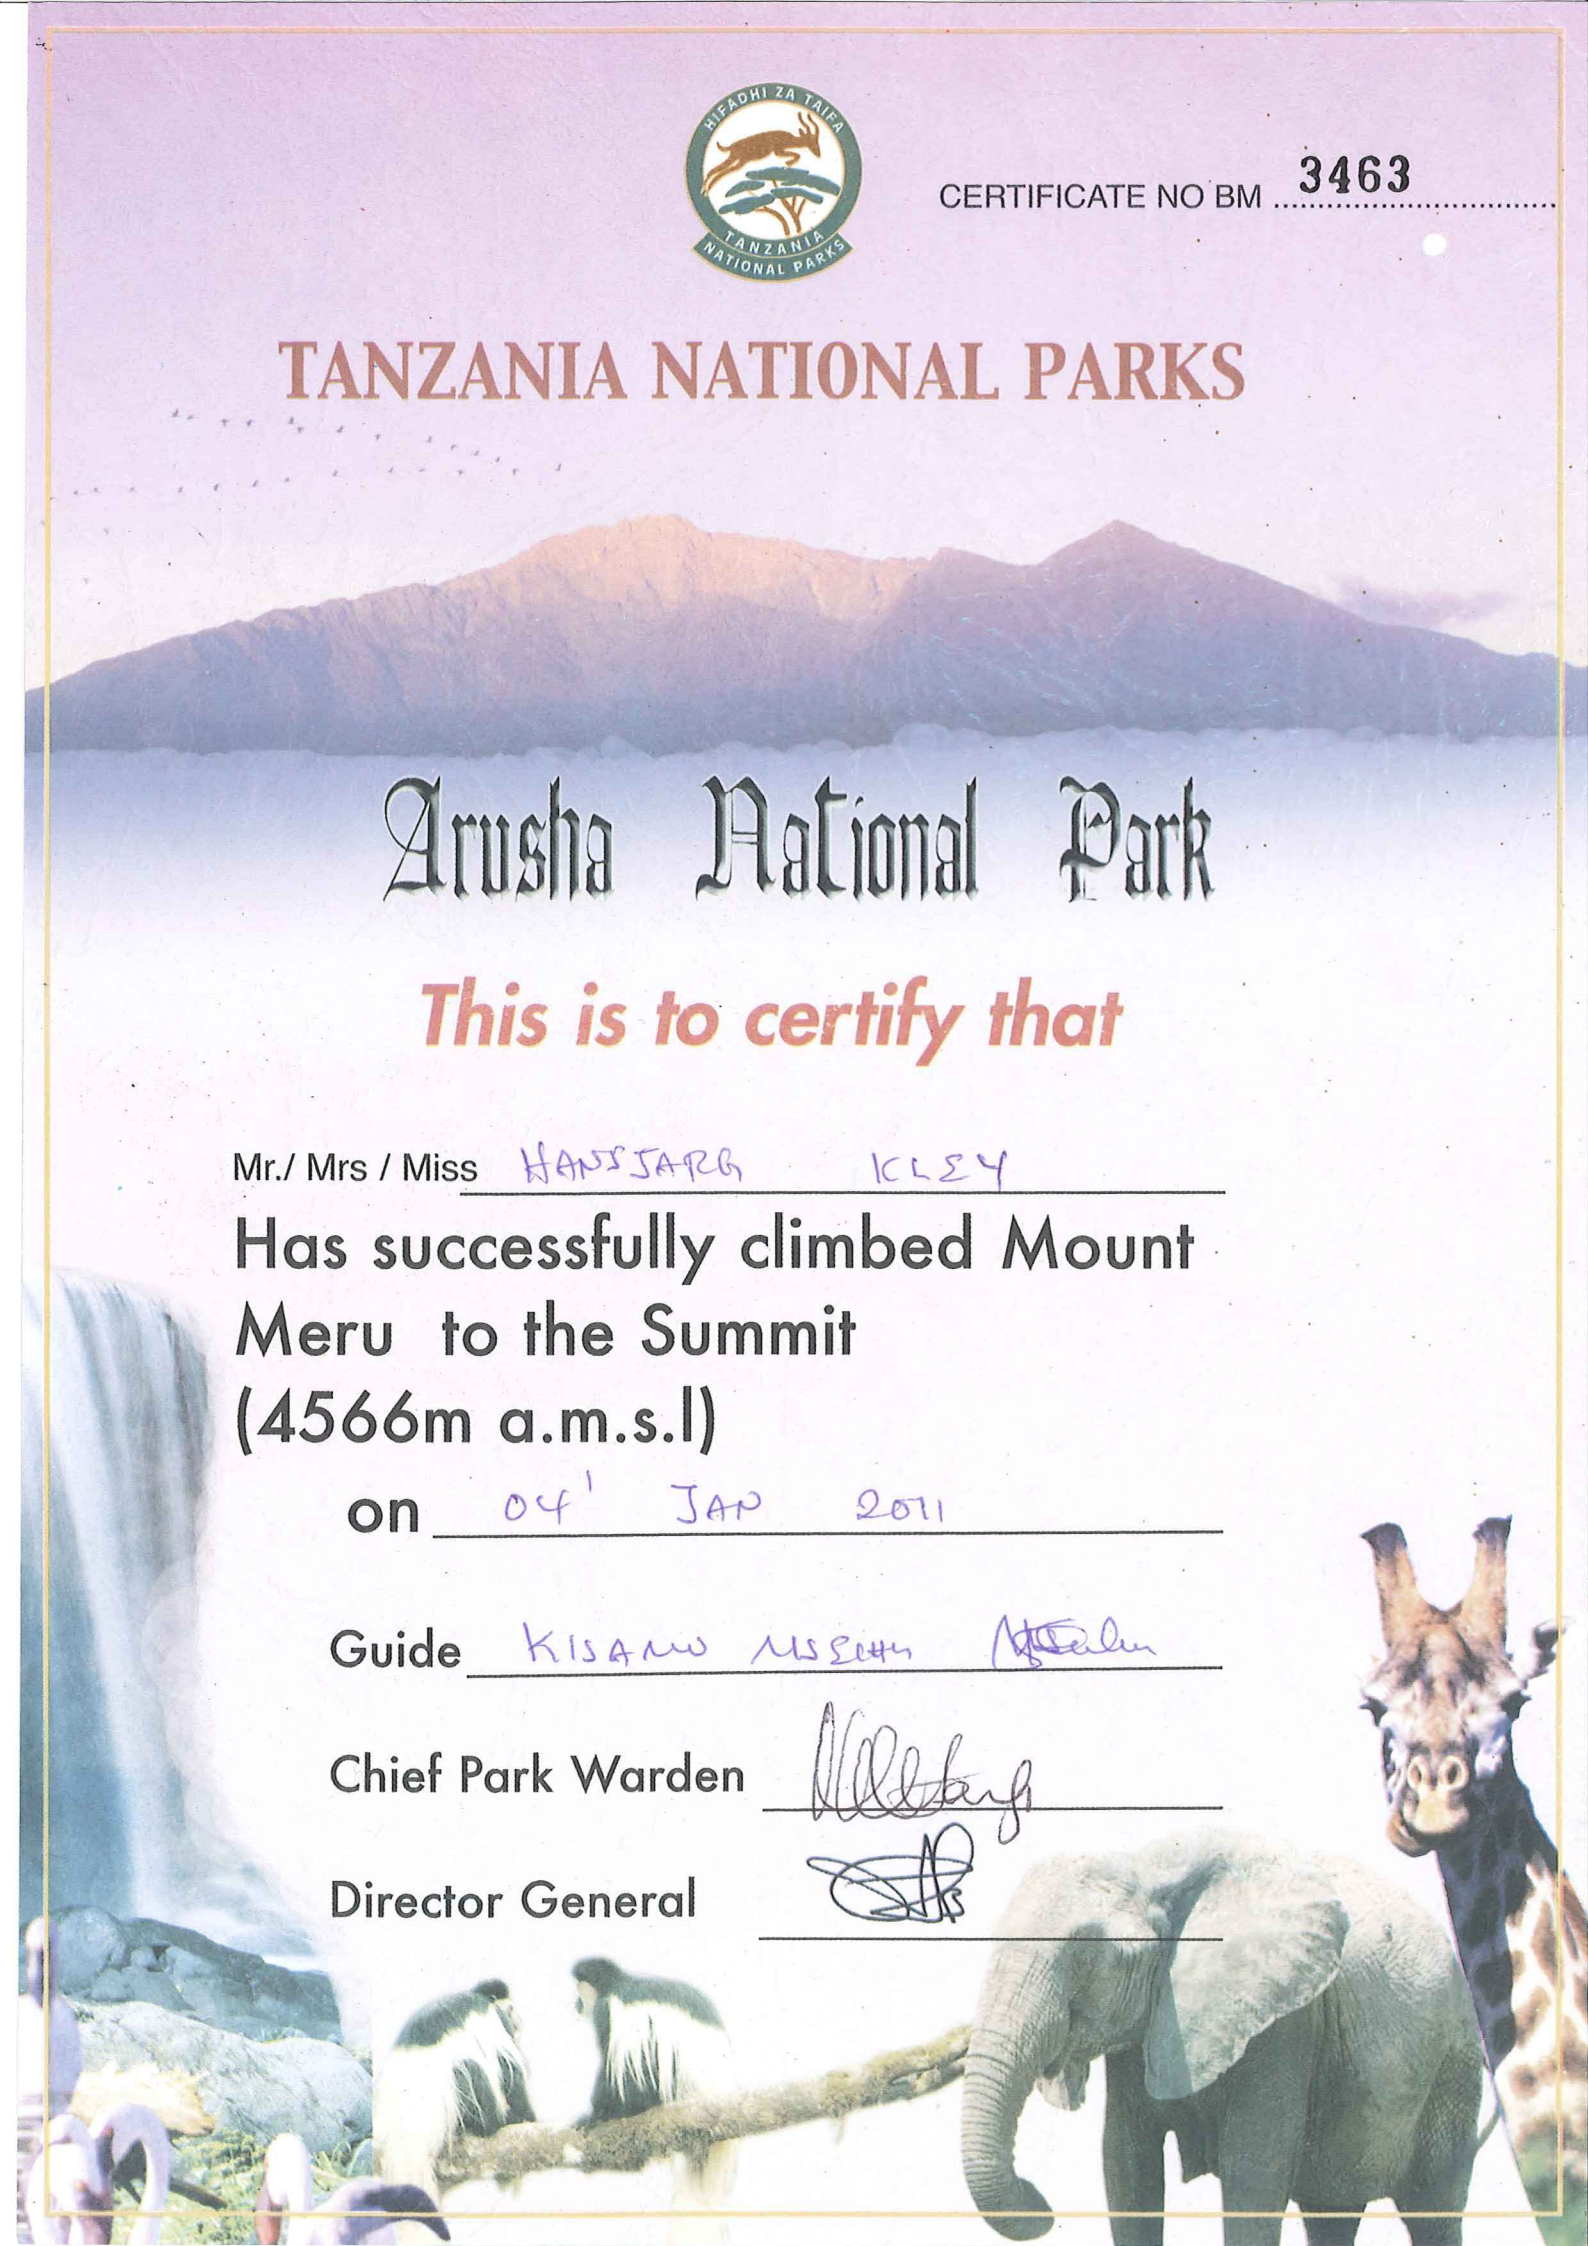 HIFADHI ZA TAIFA
TANZANIA
NATIONAL PARKS
CERTIFICATE NO BM 3463
TANZANIA NATIONAL PARKS
Arusha National Park
This is to certify that
Mr./ Mrs / Miss HANSJARG KLEY
Has successfully climbed Mount
Meru to the Summit
(4566m a.m.s.l)
on 04' JAN 2011
Guide KISAMO
Chief Park Warden
Director General